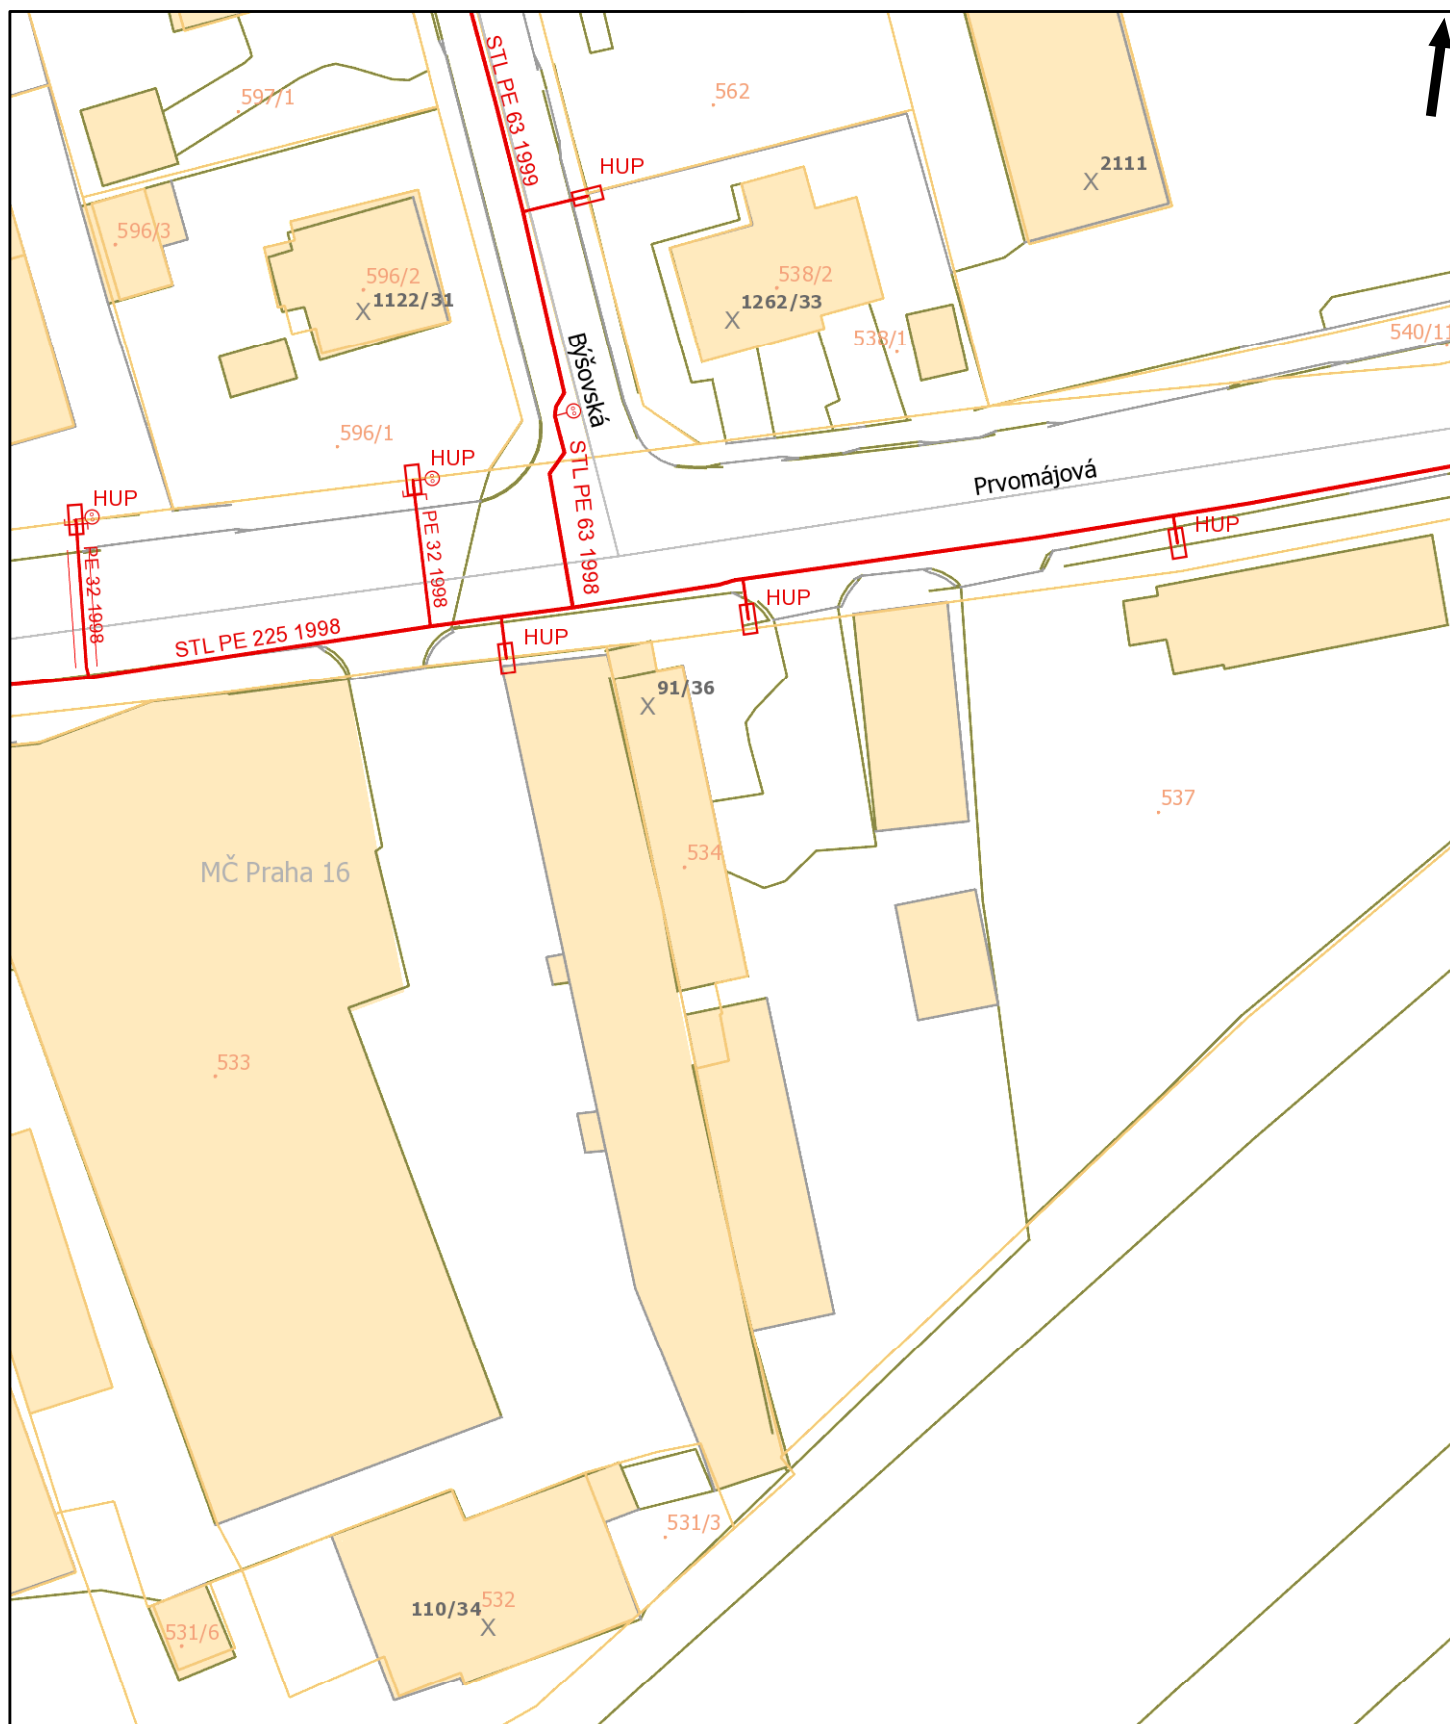 STL PE 63 1999
597/1
562
HUP
2111
596/3
596/2
1122/31
538/2
1262/33
538/1
540/11
Býšovská
596/1
HUP
HUP
STL PE 63 1998
PE 32 1998
PE 32 1998
Prvomájová
HUP
HUP
HUP
STL PE 225 1998
91/36
537
534
MČ Praha 16
533
531/3
532
110/34
531/6